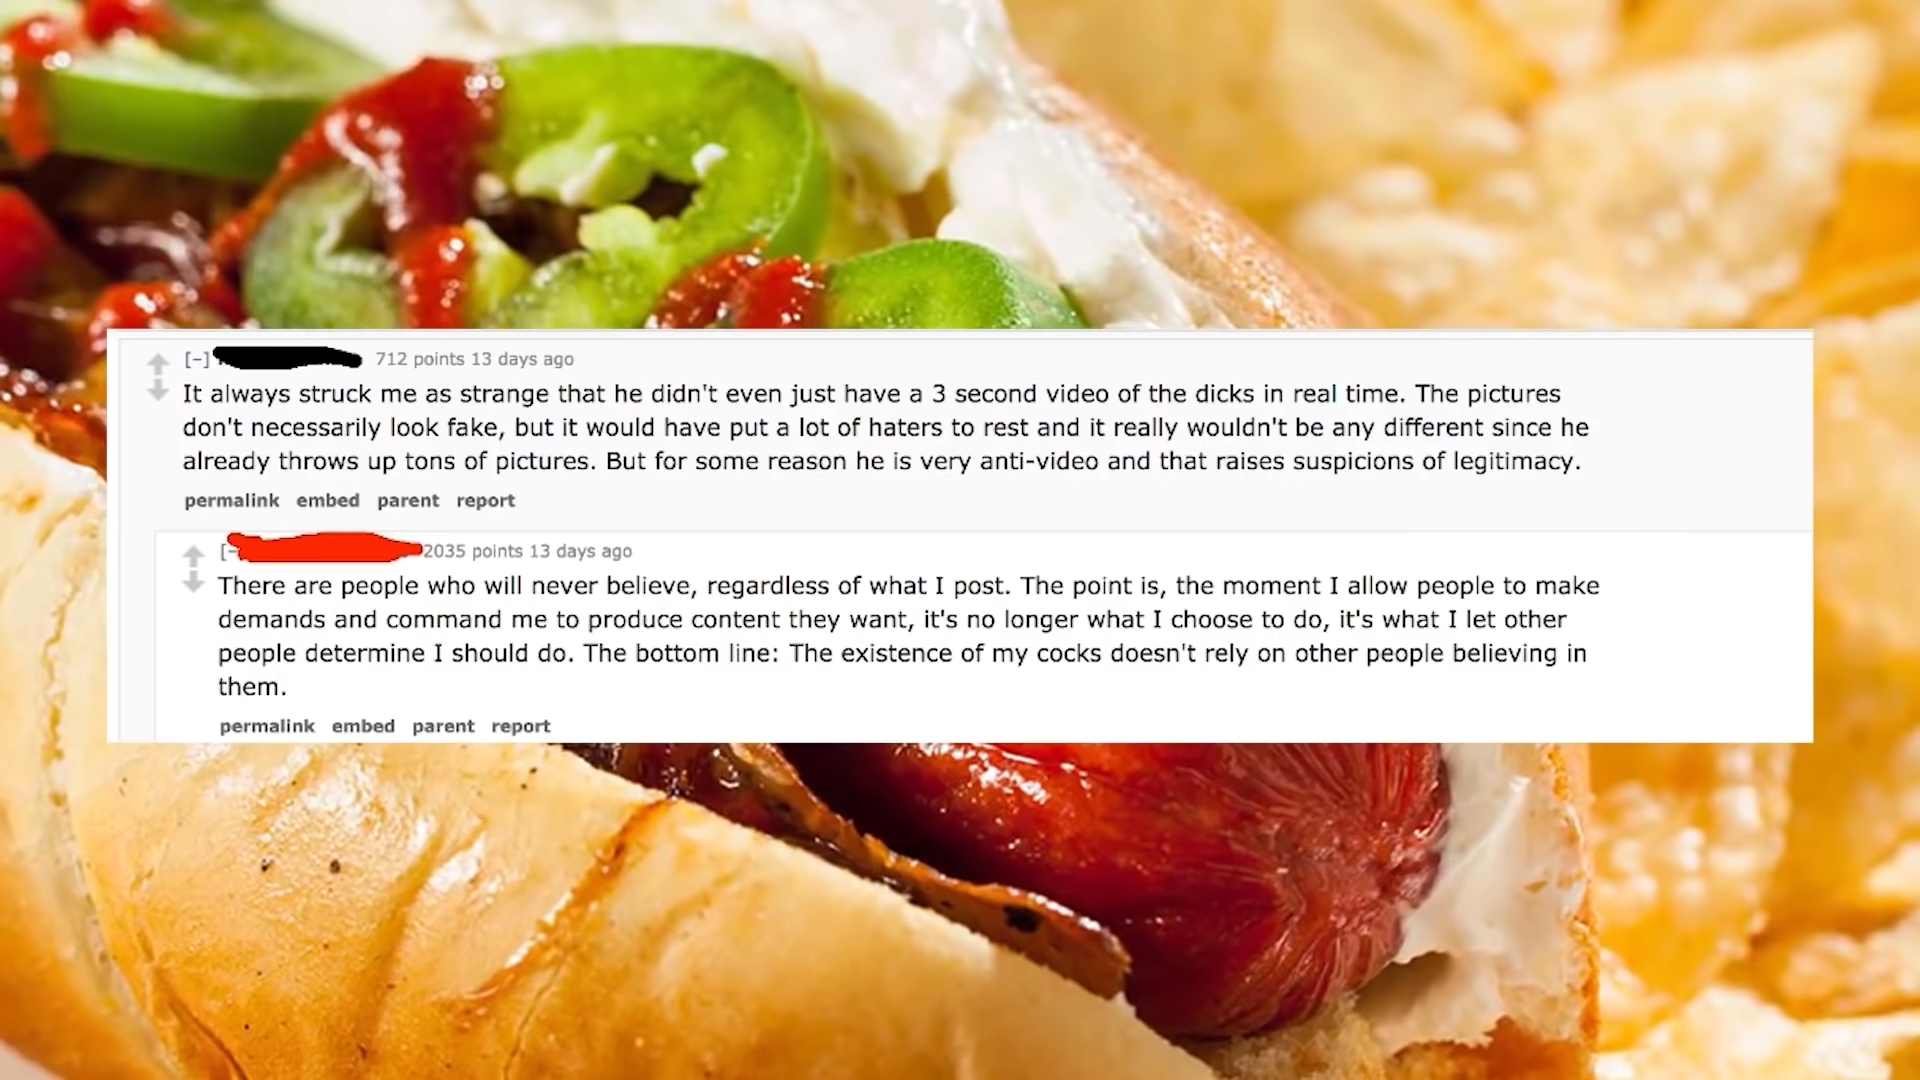 [–] 712 points 13 days ago
It always struck me as strange that he didn't even just have a 3 second video of the dicks in real time. The pictures
don't necessarily look fake, but it would have put a lot of haters to rest and it really wouldn't be any different since he
already throws up tons of pictures. But for some reason he is very anti-video and that raises suspicions of legitimacy.
permalink embed parent report
[– 2035 points 13 days ago
There are people who will never believe, regardless of what I post. The point is, the moment I allow people to make
demands and command me to produce content they want, it's no longer what I choose to do, it's what I let other
people determine I should do. The bottom line: The existence of my cocks doesn't rely on other people believing in
them.
permalink embed parent report